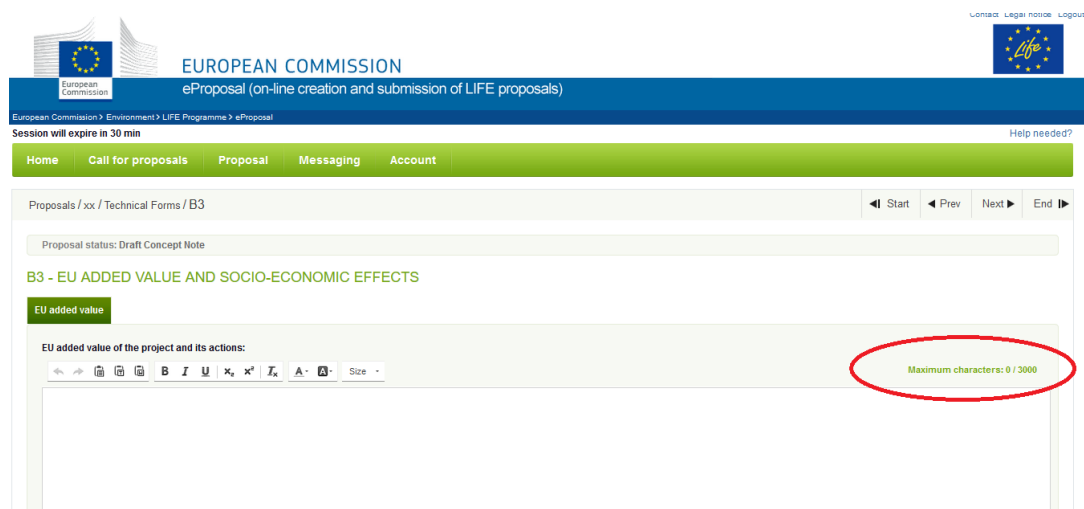 Contact Legal notice Logout
Life
European
Commission
EUROPEAN COMMISSION
eProposal (on-line creation and submission of LIFE proposals)
European Commission > Environment > LIFE Programme > eProposal
Session will expire in 30 min
Help needed?
Home Call for proposals Proposal Messaging Account
Proposals / xx / Technical Forms / B3
Start Prev Next End
Proposal status: Draft Concept Note
B3 - EU ADDED VALUE AND SOCIO-ECONOMIC EFFECTS
EU added value
EU added value of the project and its actions:
B I U x₂ x² Tx A A Size
Maximum characters: 0 / 3000